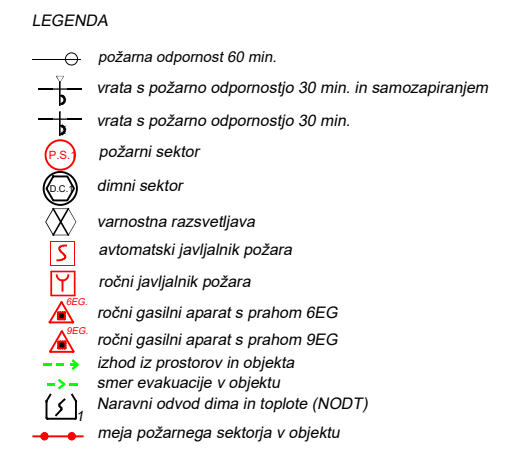 LEGENDA
požarna odpornost 60 min.
vrata s požarno odpornostjo 30 min. in samozapiranjem
vrata s požarno odpornostjo 30 min.
P.S.1 požarni sektor
D.C.1 dimni sektor
varnostna razsvetljava
avtomatski javljalnik požara
ročni javljalnik požara
6EG. ročni gasilni aparat s prahom 6EG
9EG. ročni gasilni aparat s prahom 9EG
izhod iz prostorov in objekta
smer evakuacije v objektu
1 Naravni odvod dima in toplote (NODT)
meja požarnega sektorja v objektu